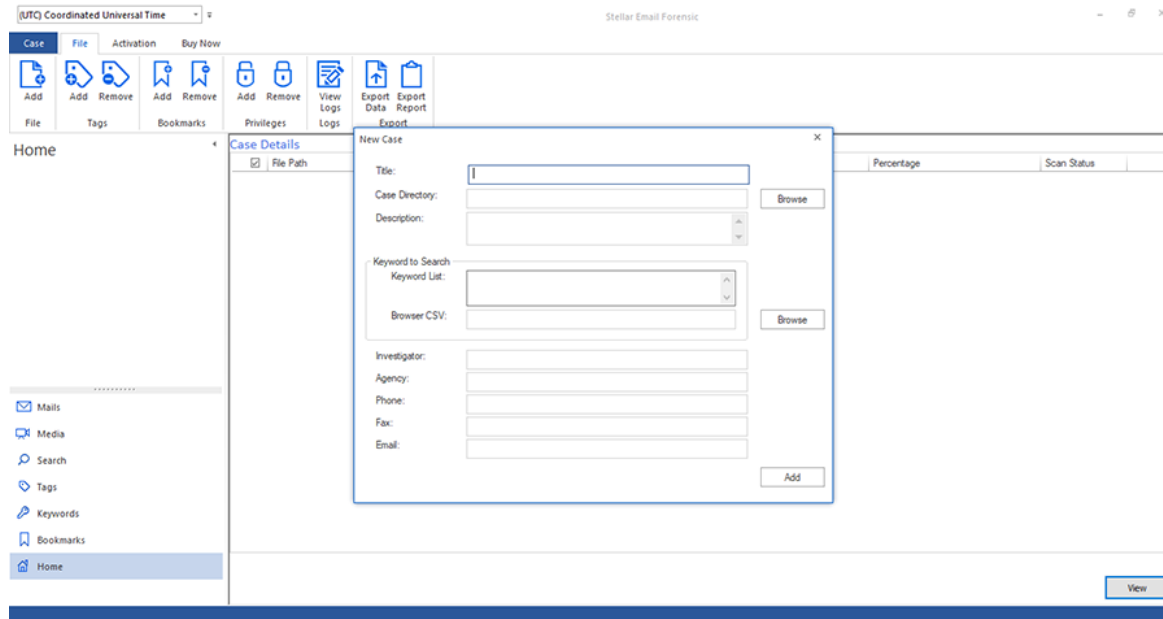 (UTC) Coordinated Universal Time
Stellar Email Forensic
Case File Activation Buy Now
Add Add Remove Add Remove Add Remove View Logs Export Data Export Report
File Tags Bookmarks Privileges Logs Export
Home
Case Details
File Path Percentage Scan Status
New Case
Title:
Case Directory: Browse
Description:
Keyword to Search
Keyword List:
Browser CSV: Browse
Investigator:
Agency:
Phone:
Fax:
Email:
Add
Mails
Media
Search
Tags
Keywords
Bookmarks
Home
View